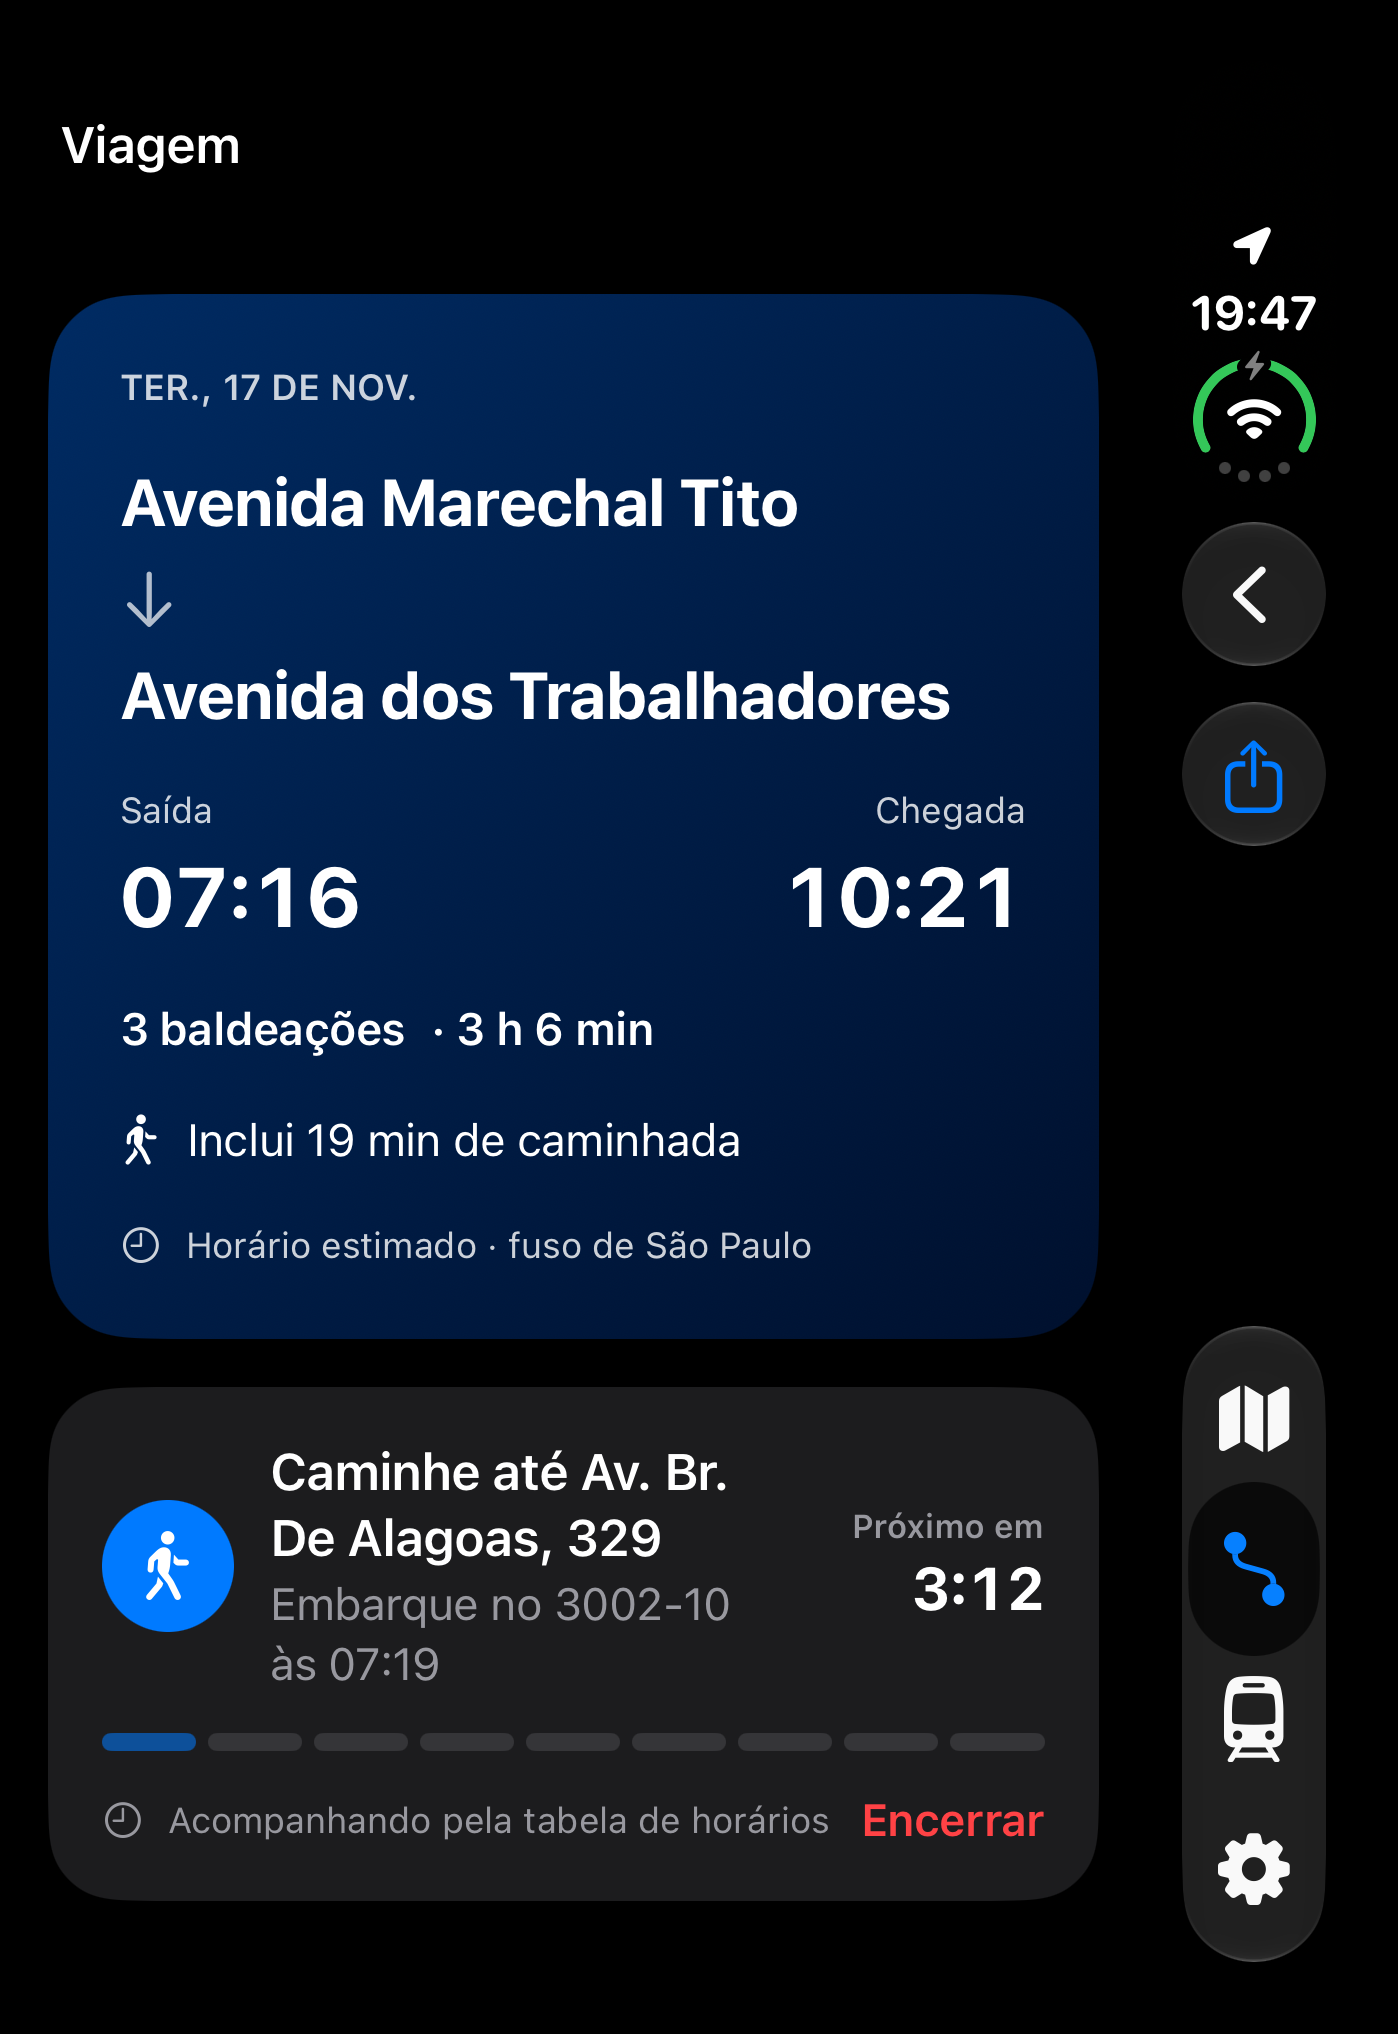 Viagem
19:47
TER., 17 DE NOV.
Avenida Marechal Tito
Avenida dos Trabalhadores
Saída
Chegada
07:16
10:21
3 baldeações · 3 h 6 min
Inclui 19 min de caminhada
Horário estimado · fuso de São Paulo
Caminhe até Av. Br.
De Alagoas, 329
Embarque no 3002-10
às 07:19
Próximo em
3:12
Acompanhando pela tabela de horários
Encerrar